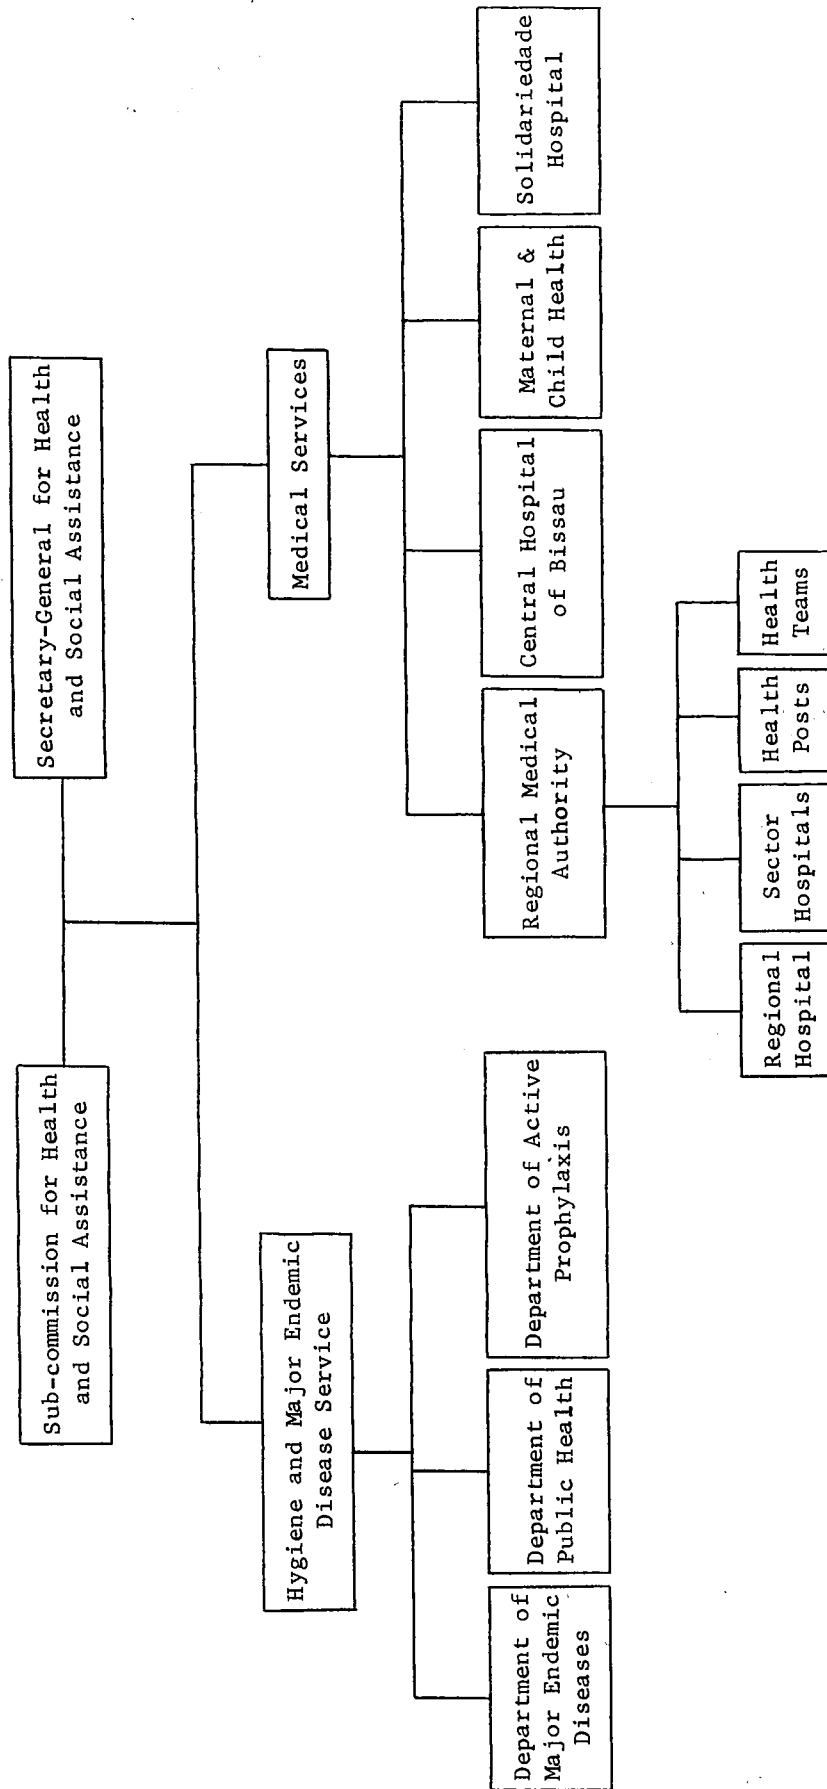 Sub-commission for Health
and Social Assistance
Secretary-General for Health
and Social Assistance
Hygiene and Major Endemic
Disease Service
Medical Services
Department of
Major Endemic
Diseases
Department of
Public Health
Department of Active
Prophylaxis
Regional Medical
Authority
Central Hospital
of Bissau
Maternal &
Child Health
Solidariedade
Hospital
Regional
Hospital
Sector
Hospitals
Health
Posts
Health
Teams